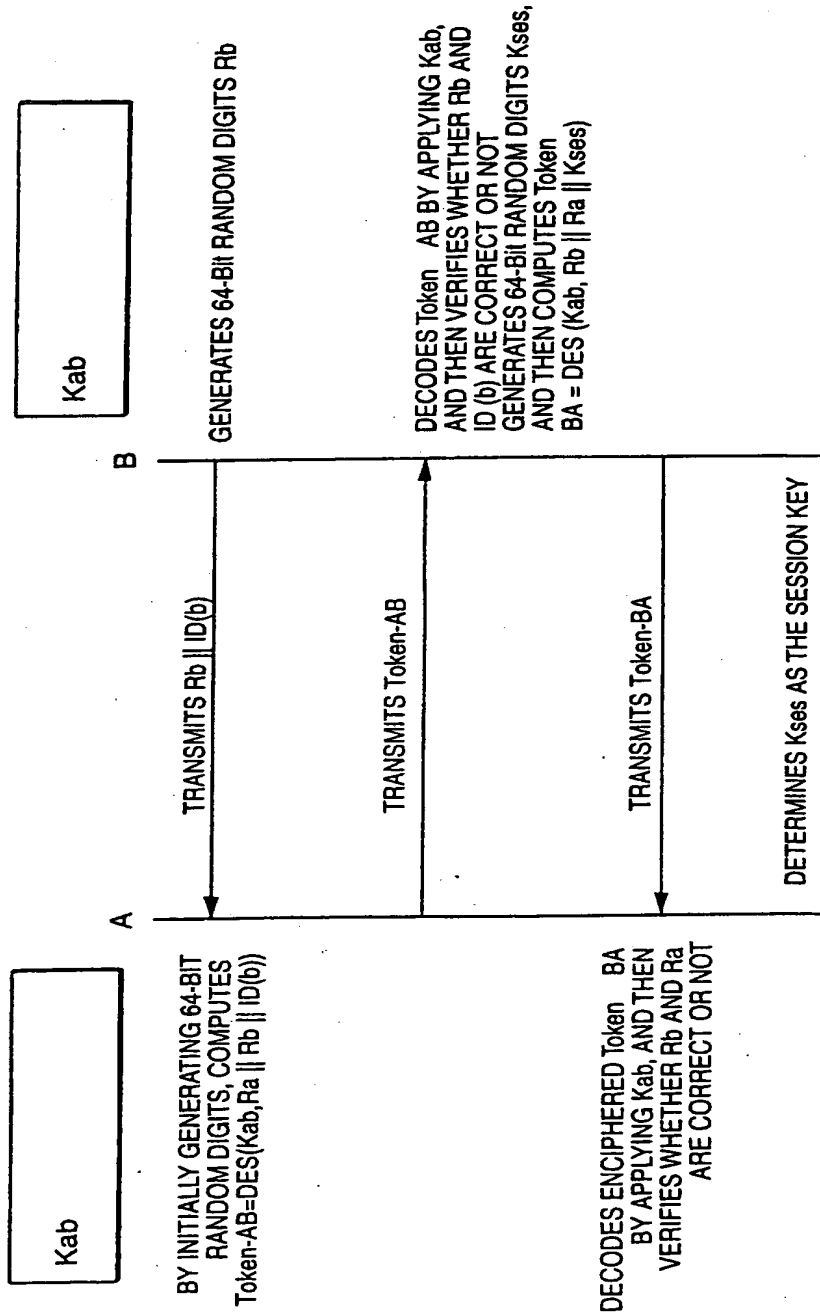 Kab
Kab
A
B
GENERATES 64-Bit RANDOM DIGITS Rb
TRANSMITS Rb || ID(b)
BY INITIALLY GENERATING 64-BIT
RANDOM DIGITS, COMPUTES
Token-AB=DES(Kab,Ra || Rb || ID(b))
TRANSMITS Token-AB
DECODES Token AB BY APPLYING Kab,
AND THEN VERIFIES WHETHER Rb AND
ID (b) ARE CORRECT OR NOT
GENERATES 64-Bit RANDOM DIGITS Kses,
AND THEN COMPUTES Token
BA = DES (Kab, Rb || Ra || Kses)
TRANSMITS Token-BA
DECODES ENCIPHERED Token BA
BY APPLYING Kab, AND THEN
VERIFIES WHETHER Rb AND Ra
ARE CORRECT OR NOT
DETERMINES Kses AS THE SESSION KEY